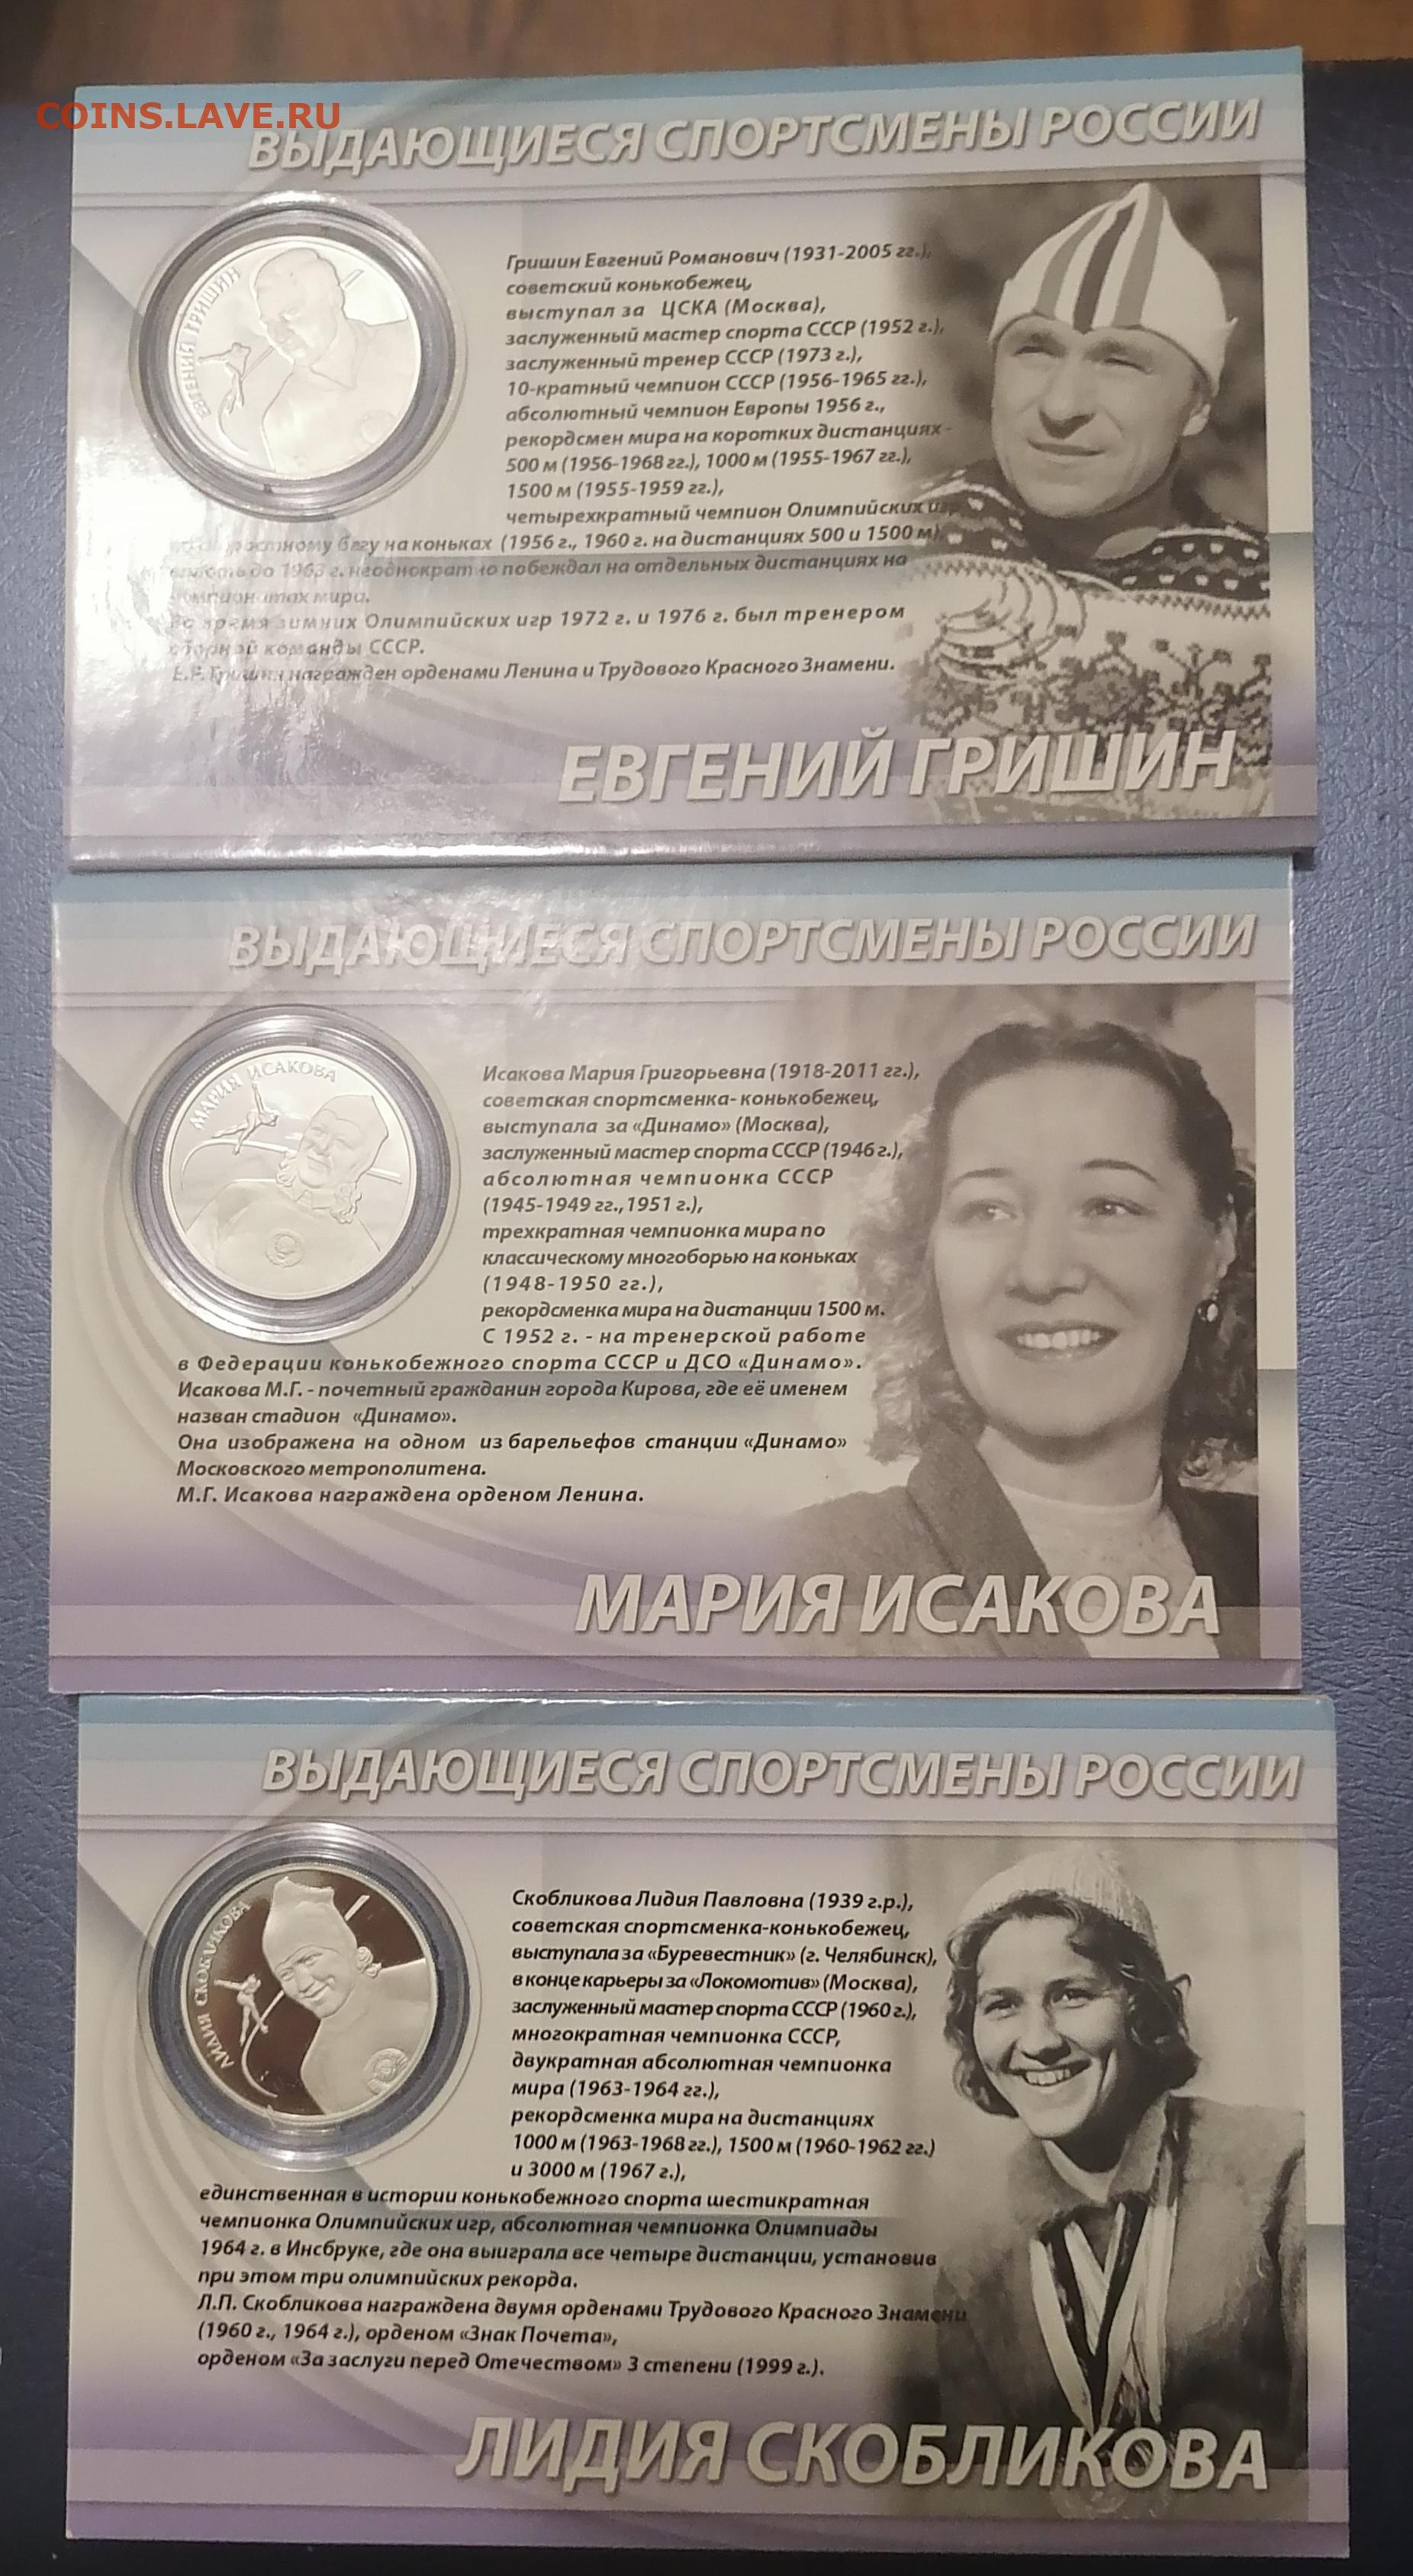 COINS.LAVE.RU
ВЫДАЮЩИЕСЯ СПОРТСМЕНЫ РОССИИ
ЕВГЕНИЙ ГРИШИН
Гришин Евгений Романович (1931-2005 гг.),
советский конькобежец,
выступал за ЦСКА (Москва),
заслуженный мастер спорта СССР (1952 г.),
заслуженный тренер СССР (1973 г.),
10-кратный чемпион СССР (1956-1965 гг.),
абсолютный чемпион Европы 1956 г.,
рекордсмен мира на коротких дистанциях -
500 м (1956-1968 гг.), 1000 м (1955-1967 гг.),
1500 м (1955-1959 гг.),
четырехкратный чемпион Олимпийских игр
по скоростному бегу на коньках (1956 г., 1960 г. на дистанциях 500 и 1500 м)
вплоть до 1963 г. неоднократно побеждал на отдельных дистанциях на
чемпионатах мира.
Во время зимних Олимпийских игр 1972 г. и 1976 г. был тренером
сборной команды СССР.
Е.Р. Гришин награжден орденами Ленина и Трудового Красного Знамени.
ЕВГЕНИЙ ГРИШИН
ВЫДАЮЩИЕСЯ СПОРТСМЕНЫ РОССИИ
МАРИЯ ИСАКОВА
Исакова Мария Григорьевна (1918-2011 гг.),
советская спортсменка- конькобежец,
выступала за «Динамо» (Москва),
заслуженный мастер спорта СССР (1946 г.),
абсолютная чемпионка СССР
(1945-1949 гг., 1951 г.),
трехкратная чемпионка мира по
классическому многоборью на коньках
(1948-1950 гг.),
рекордсменка мира на дистанции 1500 м.
С 1952 г. - на тренерской работе
в Федерации конькобежного спорта СССР и ДСО «Динамо».
Исакова М.Г. - почетный гражданин города Кирова, где её именем
назван стадион «Динамо».
Она изображена на одном из барельефов станции «Динамо»
Московского метрополитена.
М.Г. Исакова награждена орденом Ленина.
МАРИЯ ИСАКОВА
ВЫДАЮЩИЕСЯ СПОРТСМЕНЫ РОССИИ
ЛИДИЯ СКОБЛИКОВА
Скобликова Лидия Павловна (1939 г.р.),
советская спортсменка-конькобежец,
выступала за «Буревестник» (г. Челябинск),
в конце карьеры за «Локомотив» (Москва),
заслуженный мастер спорта СССР (1960 г.),
многократная чемпионка СССР,
двукратная абсолютная чемпионка
мира (1963-1964 гг.),
рекордсменка мира на дистанциях
1000 м (1963-1968 гг.), 1500 м (1960-1962 гг.)
и 3000 м (1967 г.),
единственная в истории конькобежного спорта шестикратная
чемпионка Олимпийских игр, абсолютная чемпионка Олимпиады
1964 г. в Инсбруке, где она выиграла все четыре дистанции, установив
при этом три олимпийских рекорда.
Л.П. Скобликова награждена двумя орденами Трудового Красного Знамени
(1960 г., 1964 г.), орденом «Знак Почета»,
орденом «За заслуги перед Отечеством» 3 степени (1999 г.).
ЛИДИЯ СКОБЛИКОВА